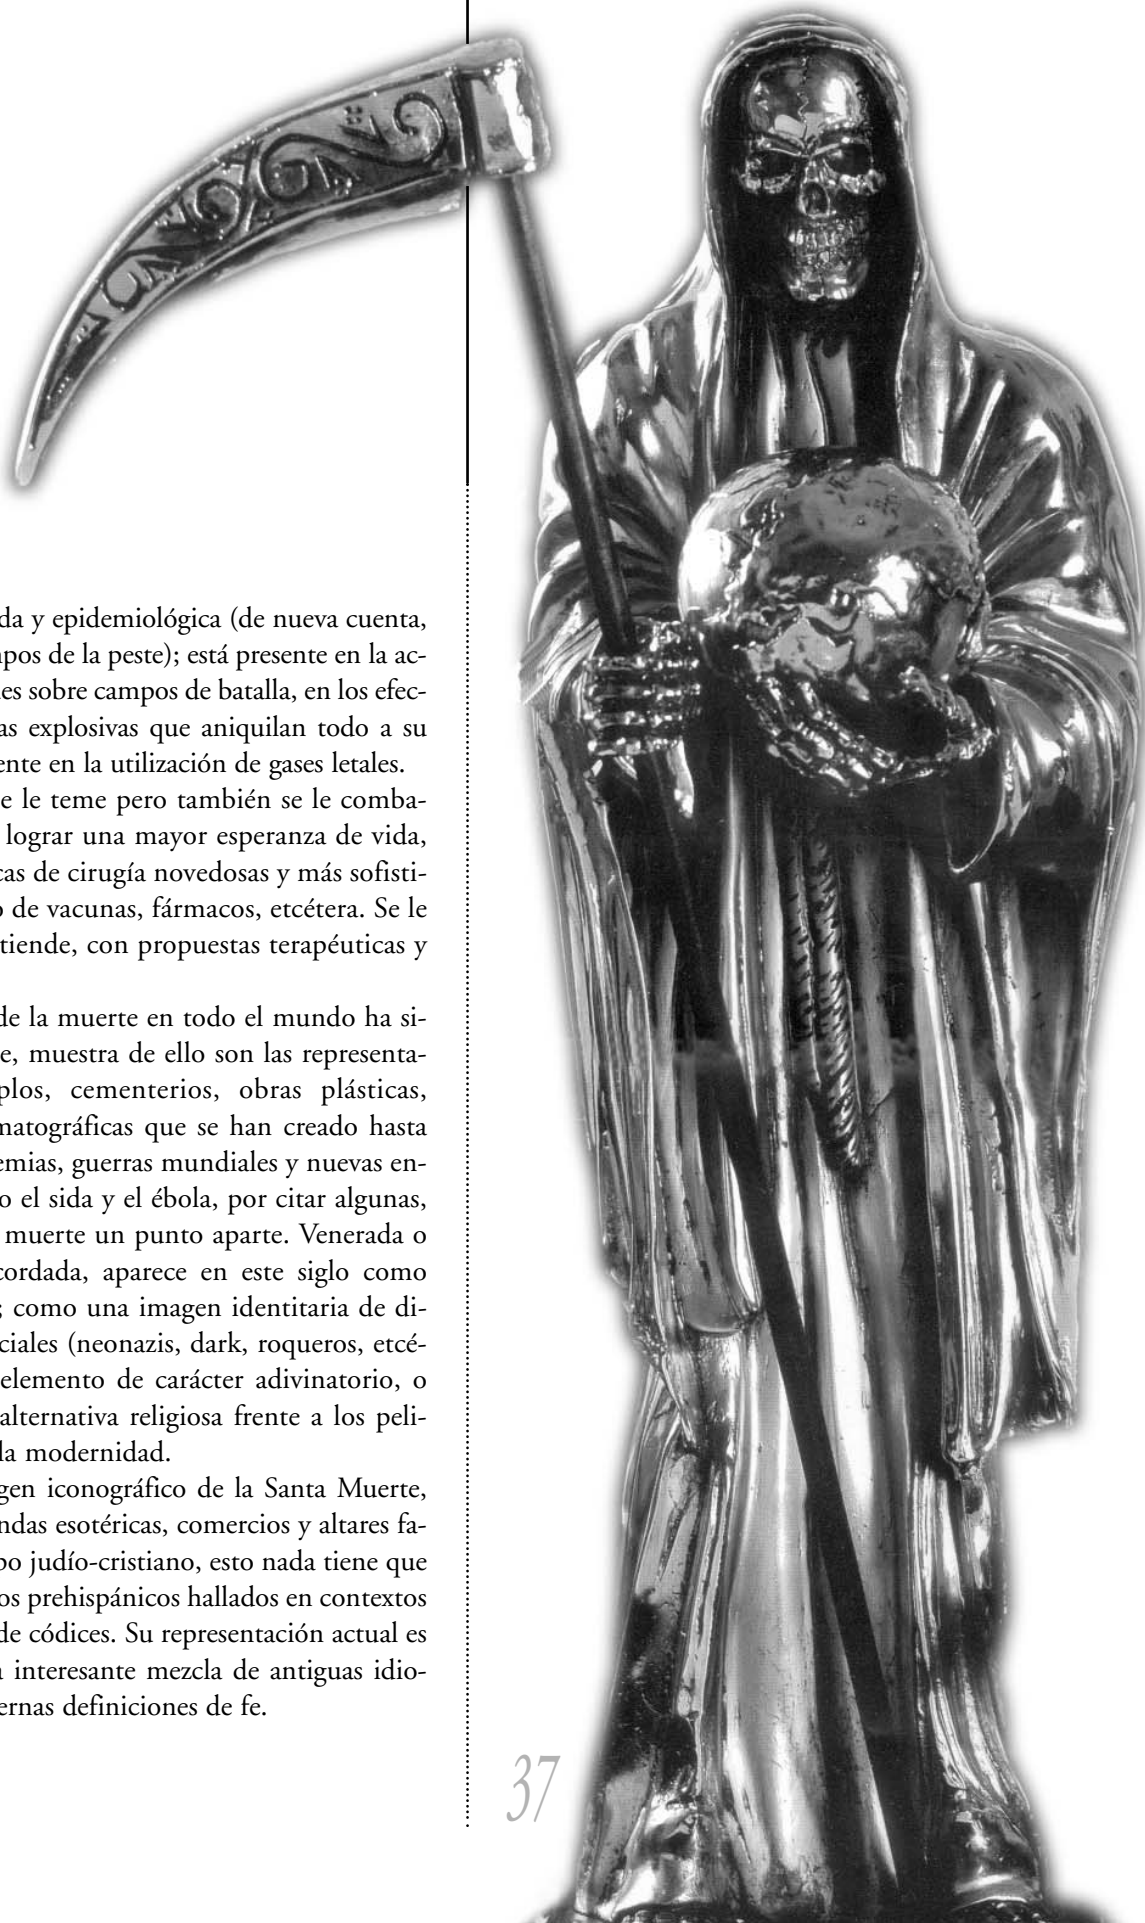 da y epidemiológica (de nueva cuenta,
mpos de la peste); está presente en la ac-
les sobre campos de batalla, en los efec-
as explosivas que aniquilan todo a su
ente en la utilización de gases letales.
e le teme pero también se le comba-
lograr una mayor esperanza de vida,
cas de cirugía novedosas y más sofisti-
o de vacunas, fármacos, etcétera. Se le
tiende, con propuestas terapéuticas y
de la muerte en todo el mundo ha si-
e, muestra de ello son las representa-
plos, cementerios, obras plásticas,
matográficas que se han creado hasta
emias, guerras mundiales y nuevas en-
o el sida y el ébola, por citar algunas,
muerte un punto aparte. Venerada o
cordada, aparece en este siglo como
; como una imagen identitaria de di-
ciales (neonazis, dark, roqueros, etcé-
elemento de carácter adivinatorio, o
alternativa religiosa frente a los peli-
la modernidad.
gen iconográfico de la Santa Muerte,
ndas esotéricas, comercios y altares fa-
po judío-cristiano, esto nada tiene que
os prehispánicos hallados en contextos
de códices. Su representación actual es
a interesante mezcla de antiguas idio-
ernas definiciones de fe.
37